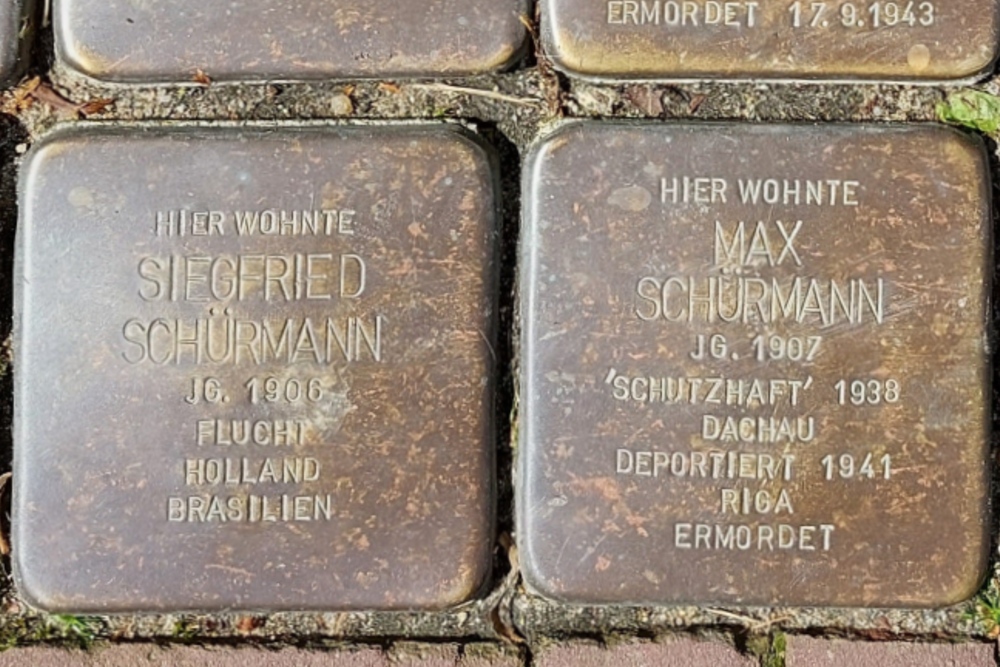 ERMORDET 17.9.1943
HIER WOHNTE
SIEGFRIED
SCHÜRMANN
JG. 1906
FLUCHT
HOLLAND
BRASILIEN
HIER WOHNTE
MAX
SCHÜRMANN
JG. 1907
'SCHUTZHAFT' 1938
DACHAU
DEPORTIERT 1941
RIGA
ERMORDET